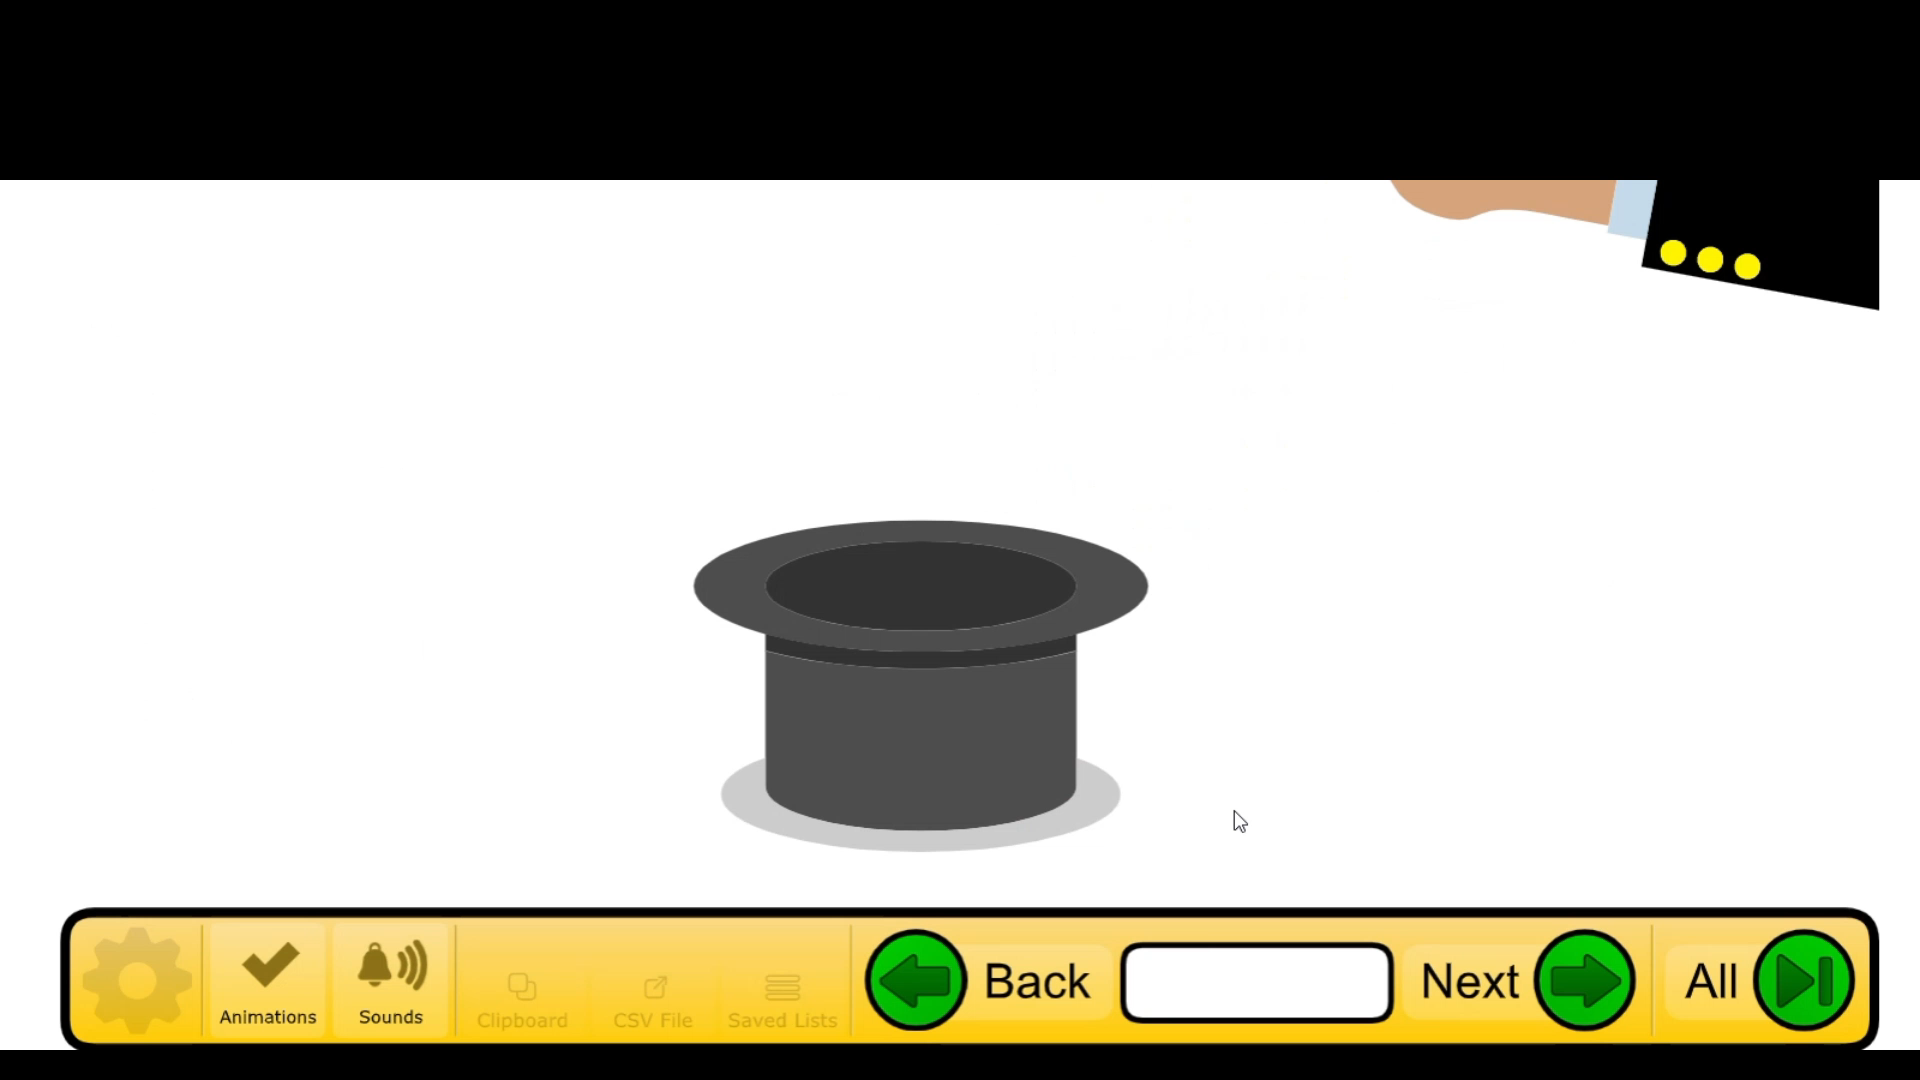 Animations
Sounds
Clipboard
CSV File
Saved Lists
Back
Next
All